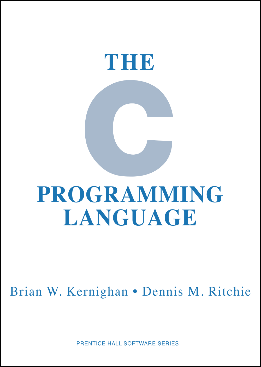 THE
C
PROGRAMMING
LANGUAGE
Brian W. Kernighan • Dennis M. Ritchie
PRENTICE HALL SOFTWARE SERIES